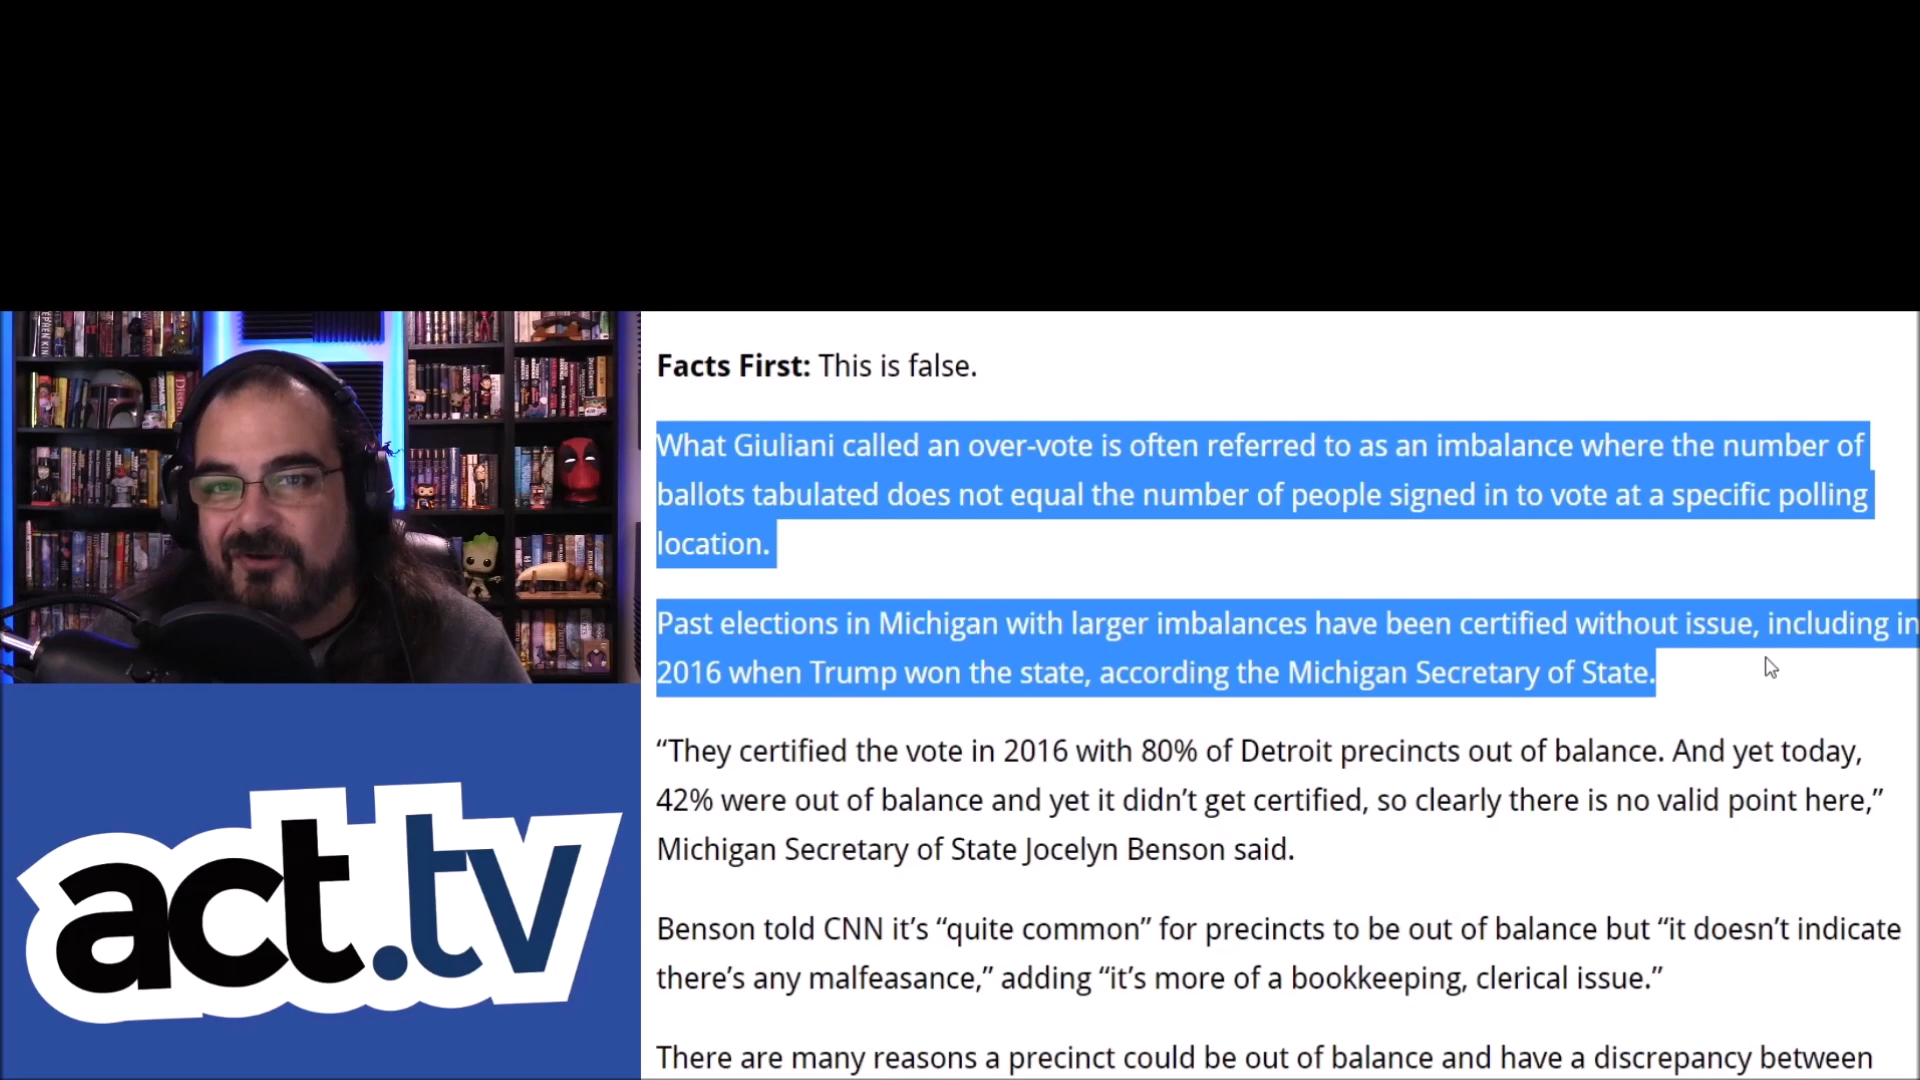 Facts First: This is false.
What Giuliani called an over-vote is often referred to as an imbalance where the number of
ballots tabulated does not equal the number of people signed in to vote at a specific polling
location.
Past elections in Michigan with larger imbalances have been certified without issue, including in
2016 when Trump won the state, according the Michigan Secretary of State.
“They certified the vote in 2016 with 80% of Detroit precincts out of balance. And yet today,
42% were out of balance and yet it didn’t get certified, so clearly there is no valid point here,”
Michigan Secretary of State Jocelyn Benson said.
Benson told CNN it’s “quite common” for precincts to be out of balance but “it doesn’t indicate
there’s any malfeasance,” adding “it’s more of a bookkeeping, clerical issue.”
There are many reasons a precinct could be out of balance and have a discrepancy between
act.tv